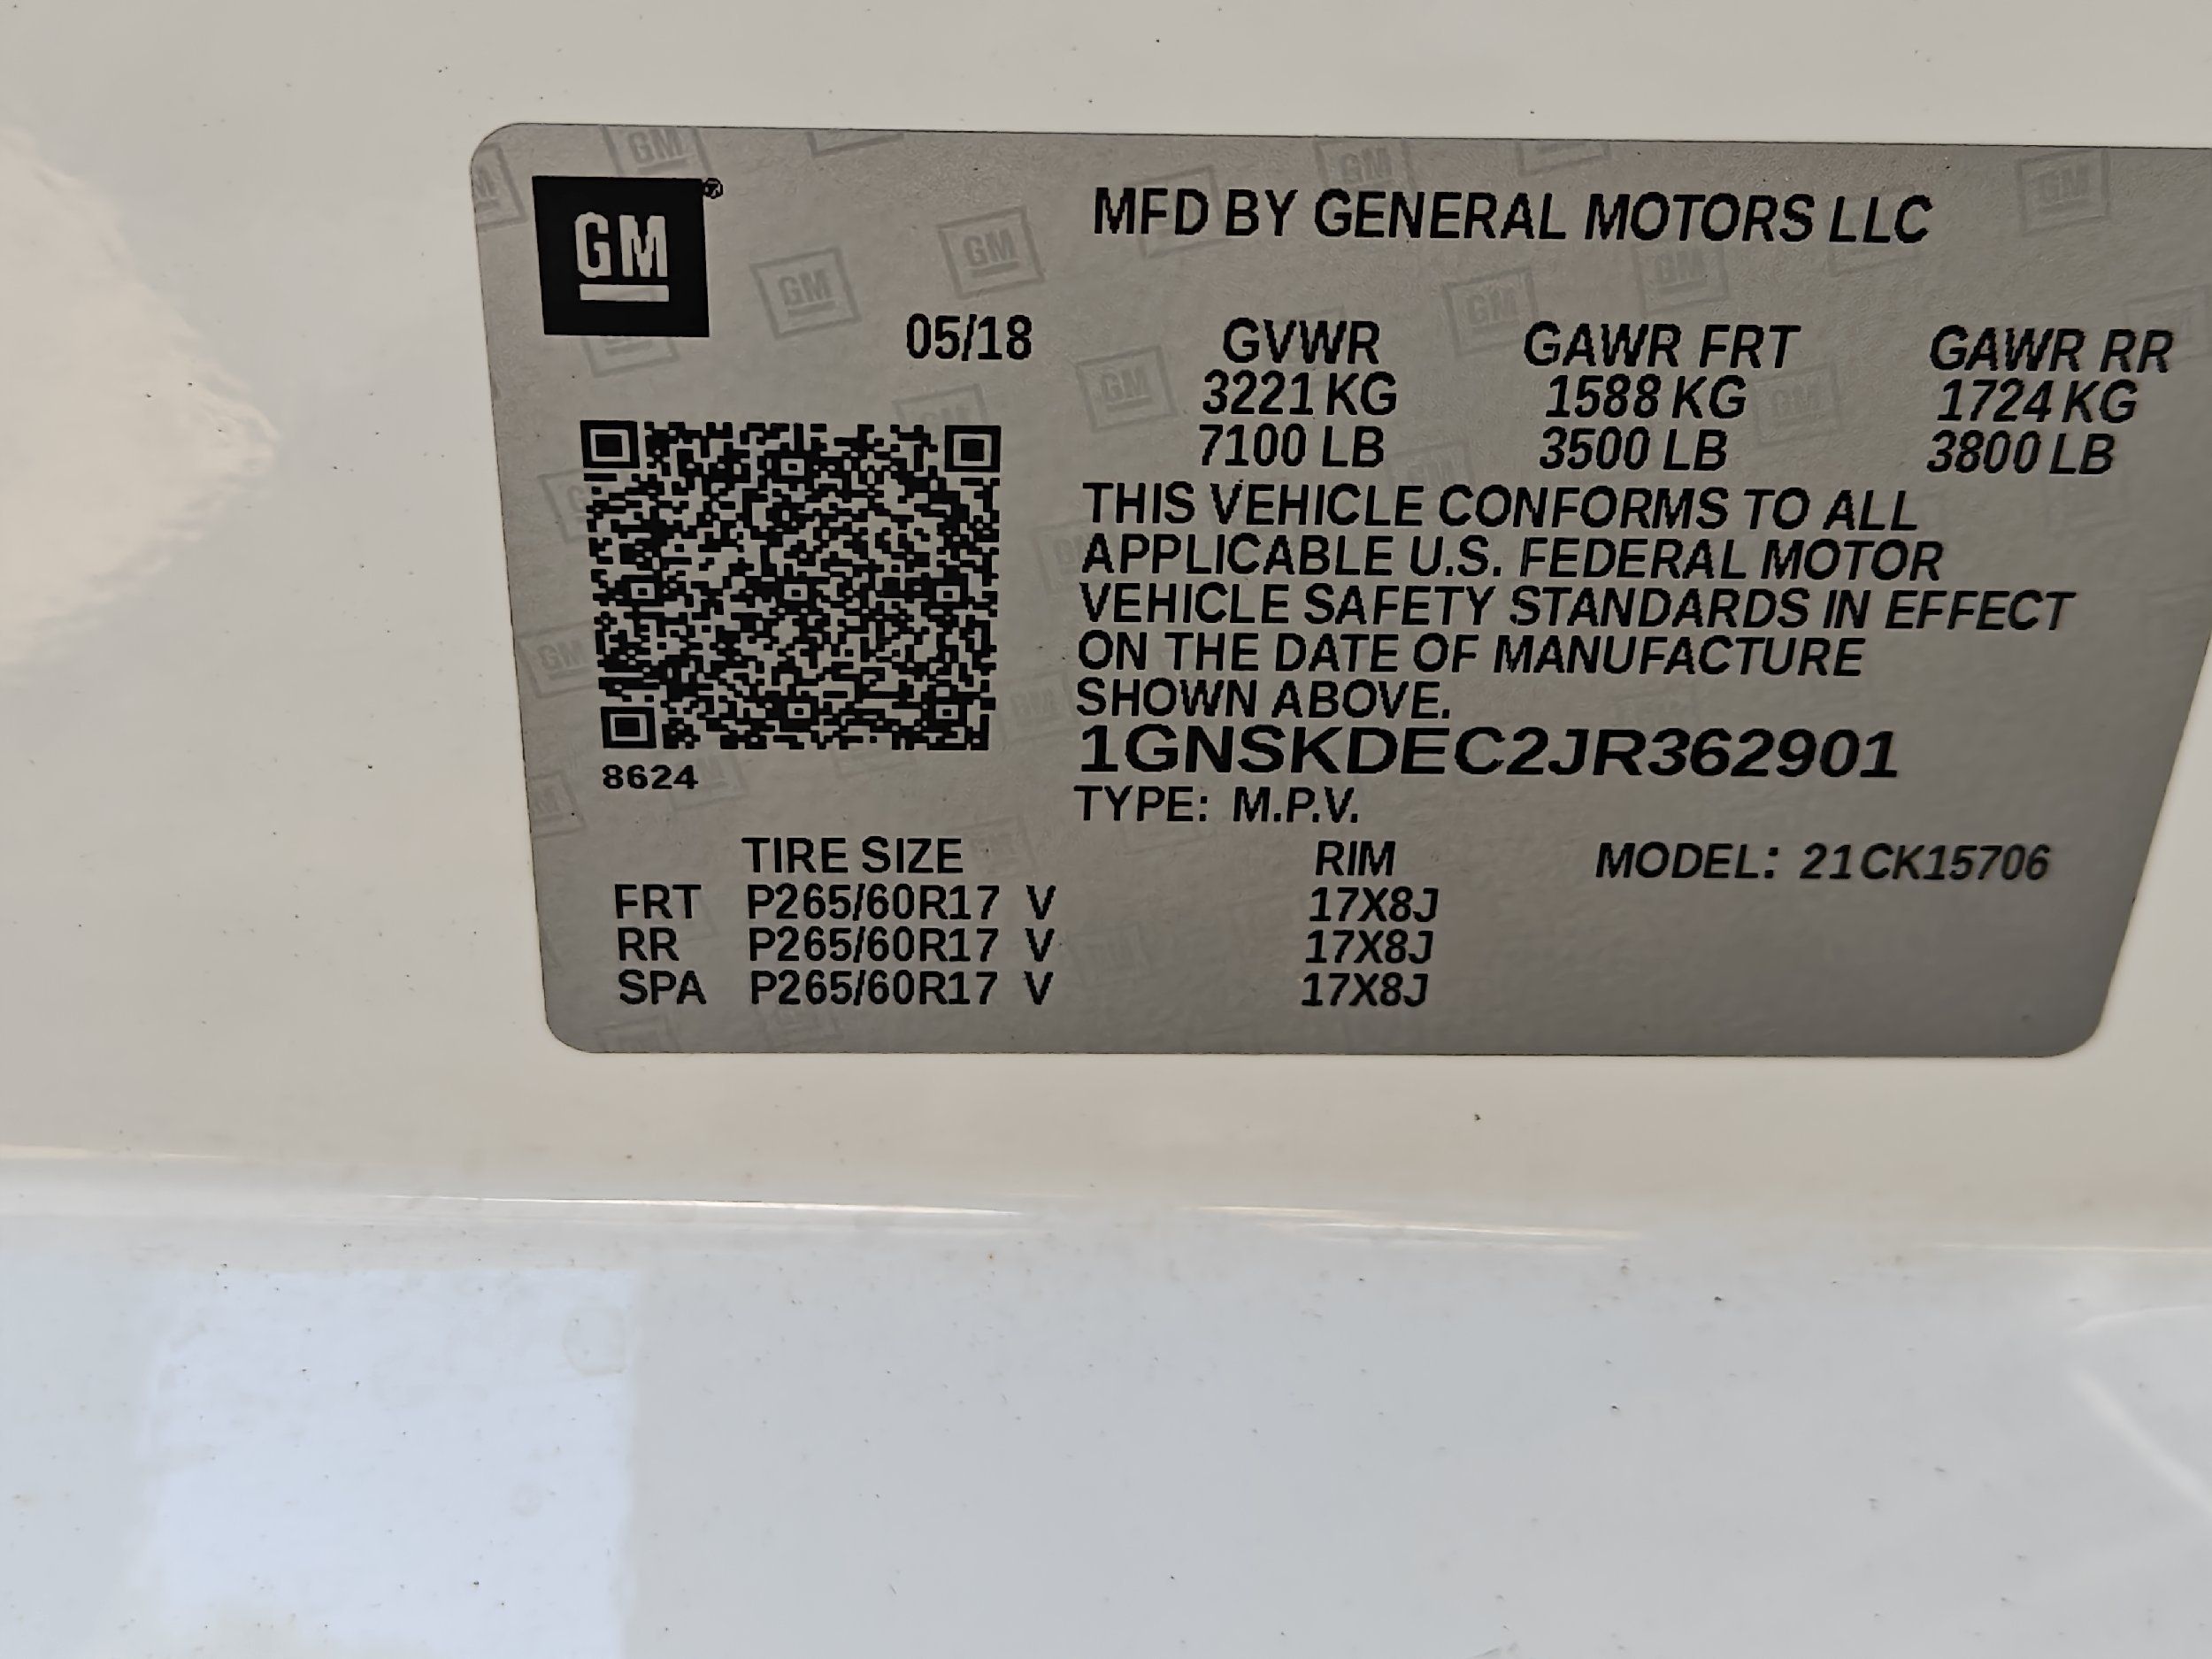 GM
MFD BY GENERAL MOTORS LLC
05/18
GVWR GAWR FRT GAWR RR
3221 KG 1588 KG 1724 KG
7100 LB 3500 LB 3800 LB
THIS VEHICLE CONFORMS TO ALL
APPLICABLE U.S. FEDERAL MOTOR
VEHICLE SAFETY STANDARDS IN EFFECT
ON THE DATE OF MANUFACTURE
SHOWN ABOVE.
1GNSKDEC2JR362901
8624
TYPE: M.P.V.
TIRE SIZE RIM MODEL: 21CK15706
FRT P265/60R17 V 17X8J
RR P265/60R17 V 17X8J
SPA P265/60R17 V 17X8J